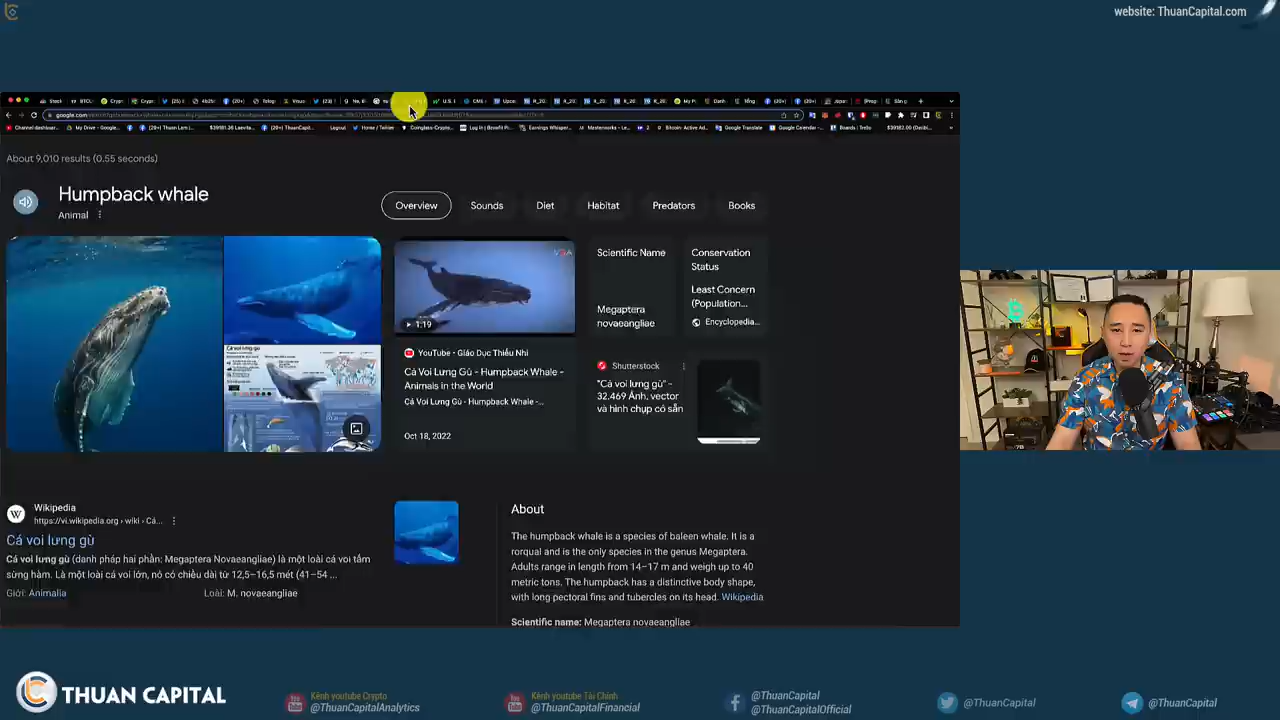 website: ThuanCapital.com
About 9,010 results (0.55 seconds)
Humpback whale
Animal
Overview
Sounds
Diet
Habitat
Predators
Books
VOA
1:19
YouTube · Giáo Dục Thiếu Nhi
Cá Voi Lưng Gù - Humpback Whale -
Animals in the World
Cá Voi Lưng Gù - Humpback Whale -...
Oct 18, 2022
Scientific Name
Megaptera
novaeangliae
Conservation
Status
Least Concern
(Population...
Encyclopedia...
Shutterstock
"Cá voi lưng gù" -
32.469 Ảnh, vector
và hình chụp có sẵn
Cá voi lưng gù
Wikipedia
https://vi.wikipedia.org › wiki › Cá...
Cá voi lưng gù
Cá voi lưng gù (danh pháp hai phần: Megaptera Novaeangliae) là một loài cá voi tấm
sừng hàm. Là một loài cá voi lớn, nó có chiều dài từ 12,5–16,5 mét (41–54 ...
Giới: Animalia
Loài: M. novaeangliae
About
The humpback whale is a species of baleen whale. It is a
rorqual and is the only species in the genus Megaptera.
Adults range in length from 14–17 m and weigh up to 40
metric tons. The humpback has a distinctive body shape,
with long pectoral fins and tubercles on its head. Wikipedia
Scientific name: Megaptera novaeangliae
THUAN CAPITAL
Kênh youtube Crypto
@ThuanCapitalAnalytics
Kênh youtube Tài Chính
@ThuanCapitalFinancial
@ThuanCapital
@ThuanCapitalOfficial
@ThuanCapital
@ThuanCapital